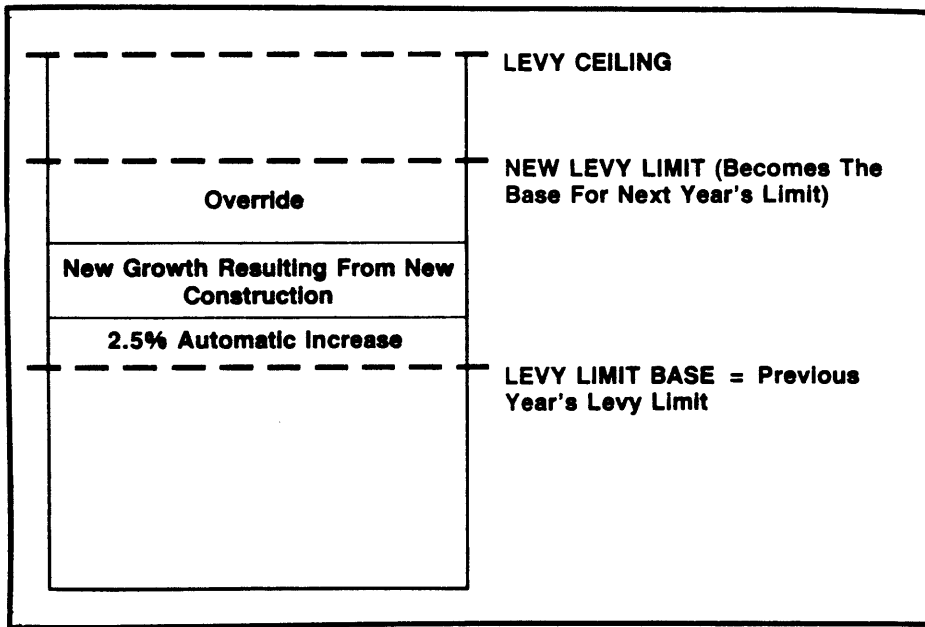 LEVY CEILING
NEW LEVY LIMIT (Becomes The
Base For Next Year's Limit)
Override
New Growth Resulting From New
Construction
2.5% Automatic Increase
LEVY LIMIT BASE = Previous
Year's Levy Limit